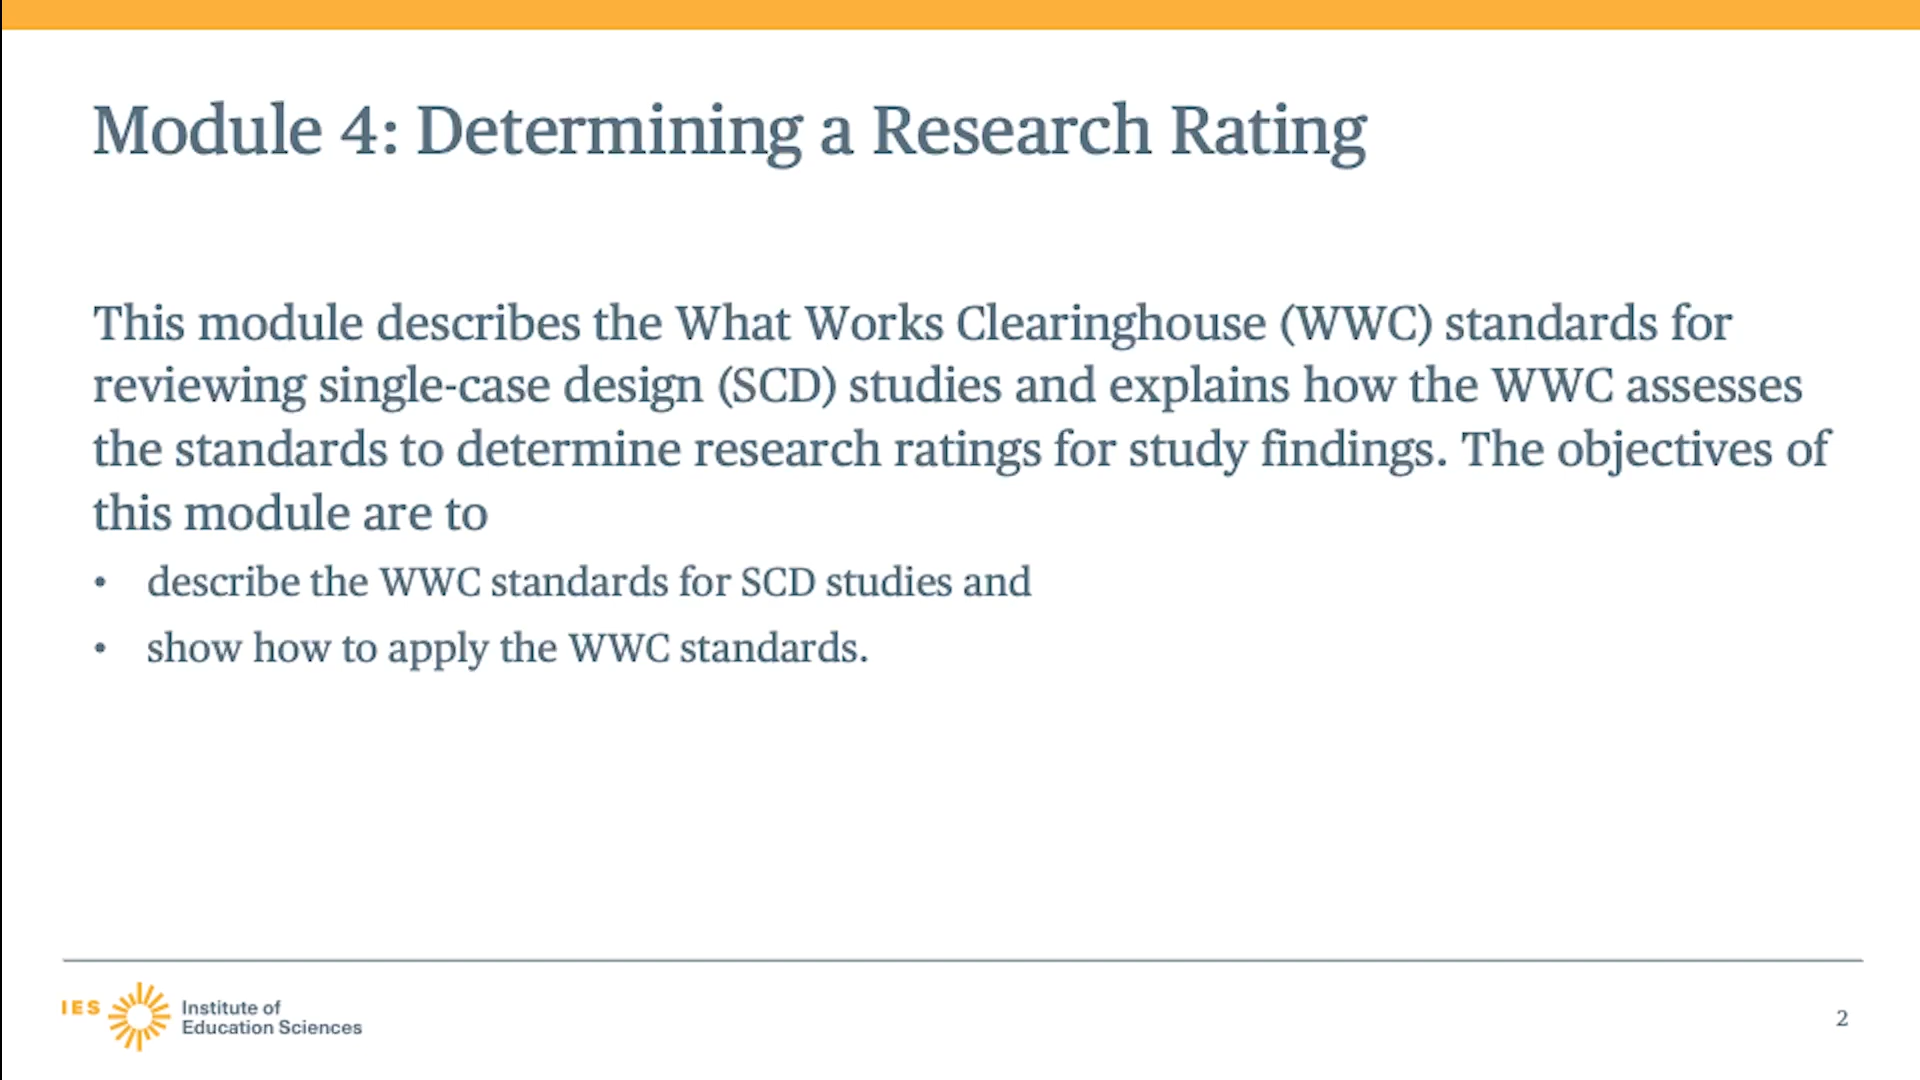 Module 4: Determining a Research Rating
This module describes the What Works Clearinghouse (WWC) standards for
reviewing single-case design (SCD) studies and explains how the WWC assesses
the standards to determine research ratings for study findings. The objectives of
this module are to
• describe the WWC standards for SCD studies and
• show how to apply the WWC standards.
IES
Institute of
Education Sciences
2